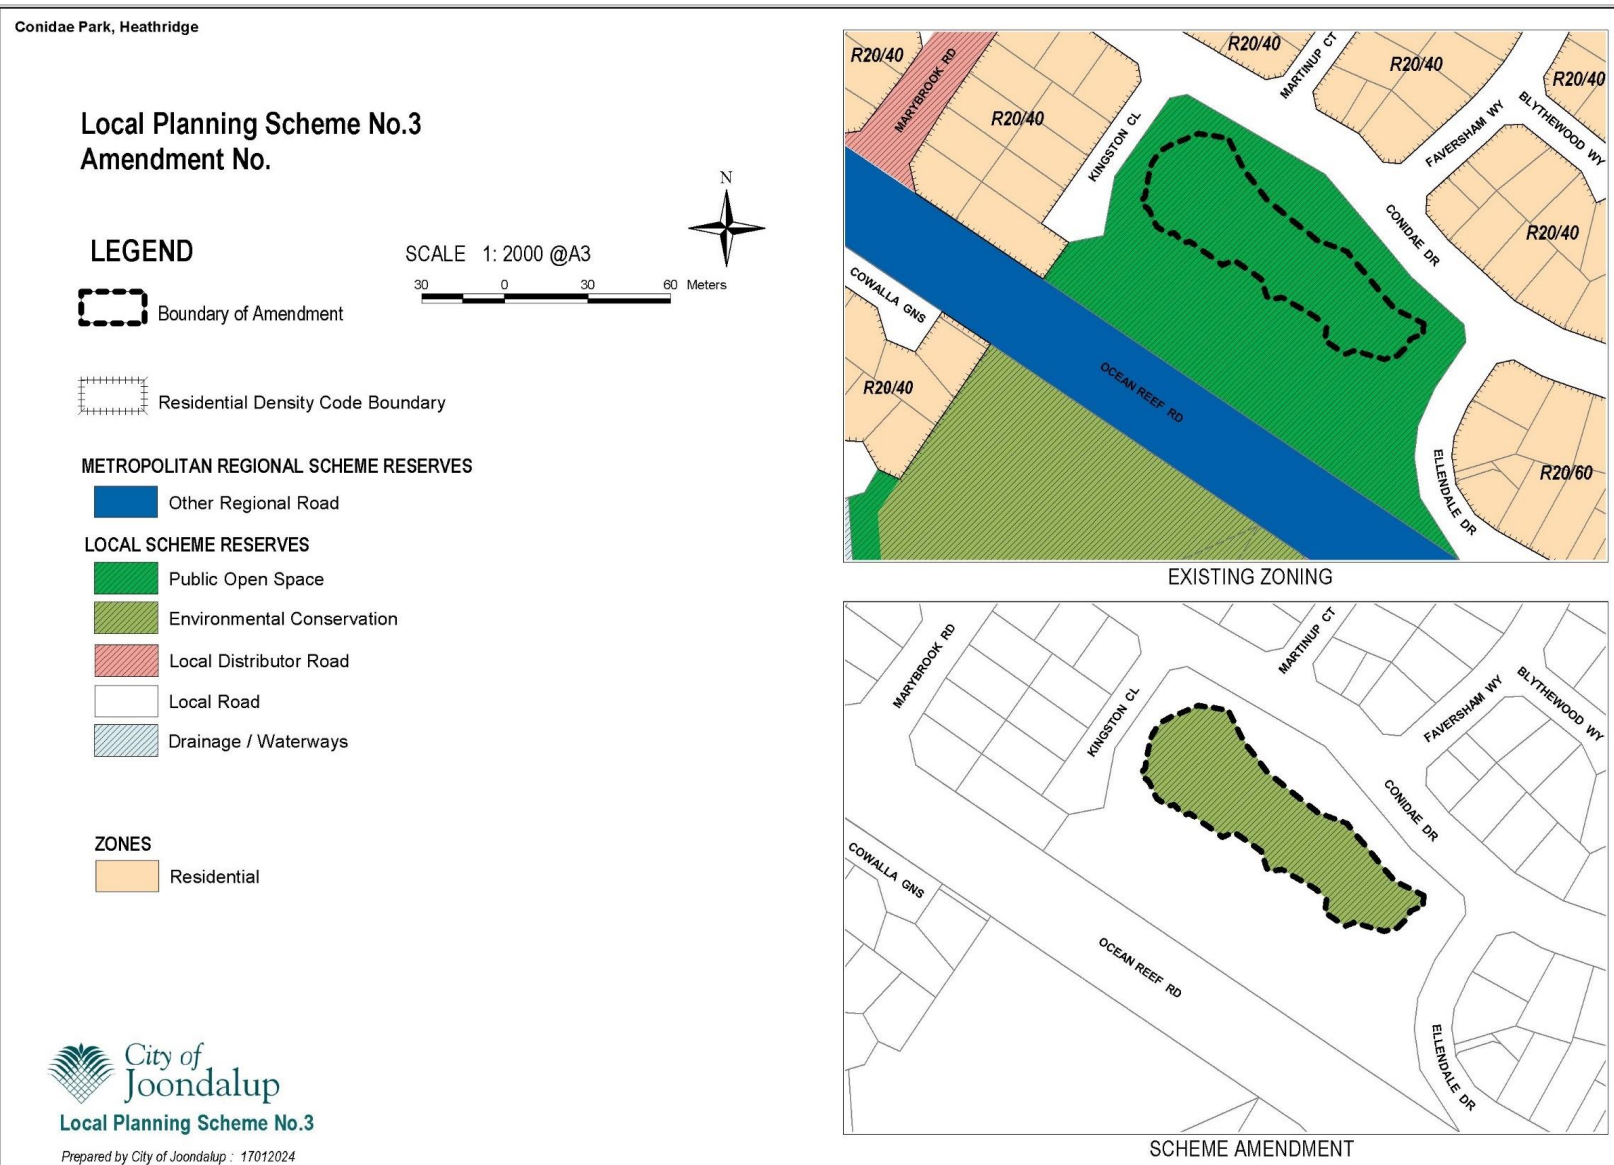 Conidae Park, Heathridge
Local Planning Scheme No.3
Amendment No.
N
LEGEND
SCALE 1: 2000 @A3
30 0 30 60 Meters
Boundary of Amendment
Residential Density Code Boundary
METROPOLITAN REGIONAL SCHEME RESERVES
Other Regional Road
LOCAL SCHEME RESERVES
Public Open Space
Environmental Conservation
Local Distributor Road
Local Road
Drainage / Waterways
ZONES
Residential
City of
Joondalup
Local Planning Scheme No.3
Prepared by City of Joondalup : 17012024
R20/40
MARYBROOK RD
R20/40
KINGSTON CL
R20/40
MARTINUP CT
R20/40
R20/40
FAVERSHAM WY
BLYTHEWOOD WY
CONIDAE DR
R20/40
COWALLA GNS
R20/40
OCEAN REEF RD
ELLENDALE DR
R20/60
EXISTING ZONING
MARYBROOK RD
KINGSTON CL
MARTINUP CT
FAVERSHAM WY
BLYTHEWOOD WY
CONIDAE DR
COWALLA GNS
OCEAN REEF RD
ELLENDALE DR
SCHEME AMENDMENT